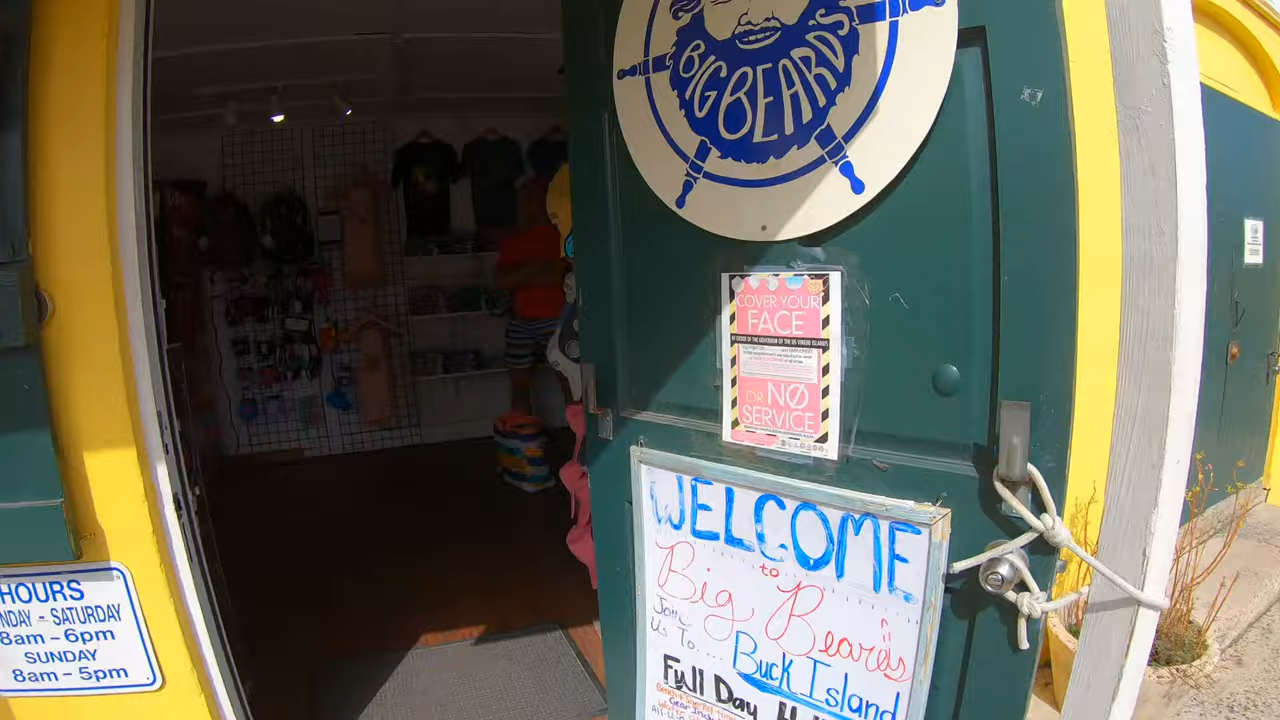 BIG BEARDS
COVER YOUR
FACE
BY ORDER OF THE GOVERNOR OF THE US VIRGIN ISLANDS
OR NO
SERVICE
WELCOME
to
Big Beard's
Join
Us To....
Buck Island
Full Day
HOURS
NDAY - SATURDAY
8am - 6pm
SUNDAY
8am - 5pm